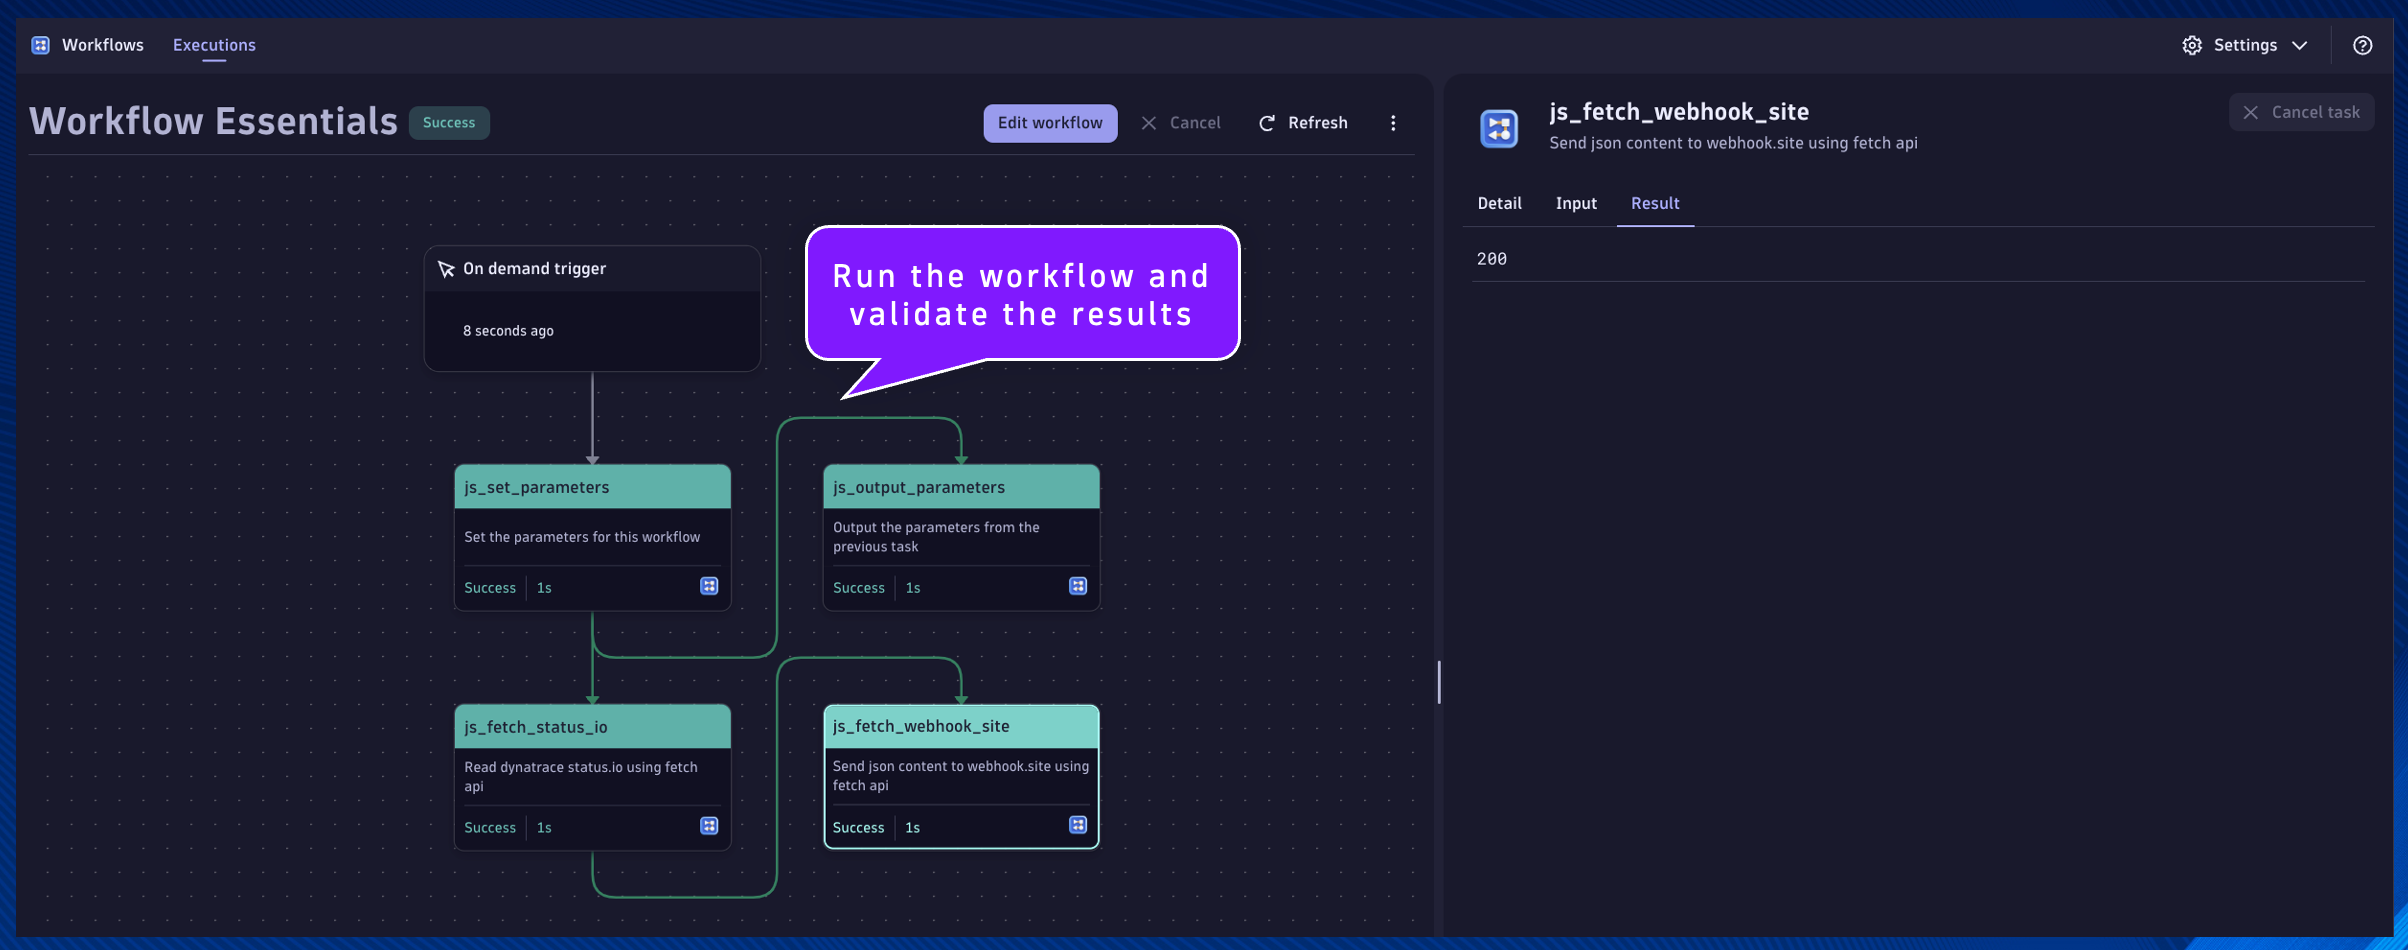 Workflows
Executions
Settings
Workflow Essentials
Success
Edit workflow
Cancel
Refresh
On demand trigger
8 seconds ago
Run the workflow and
validate the results
js_set_parameters
Set the parameters for this workflow
Success
1s
js_output_parameters
Output the parameters from the
previous task
Success
1s
js_fetch_status_io
Read dynatrace status.io using fetch
api
Success
1s
js_fetch_webhook_site
Send json content to webhook.site using
fetch api
Success
1s
js_fetch_webhook_site
Send json content to webhook.site using fetch api
Cancel task
Detail
Input
Result
200